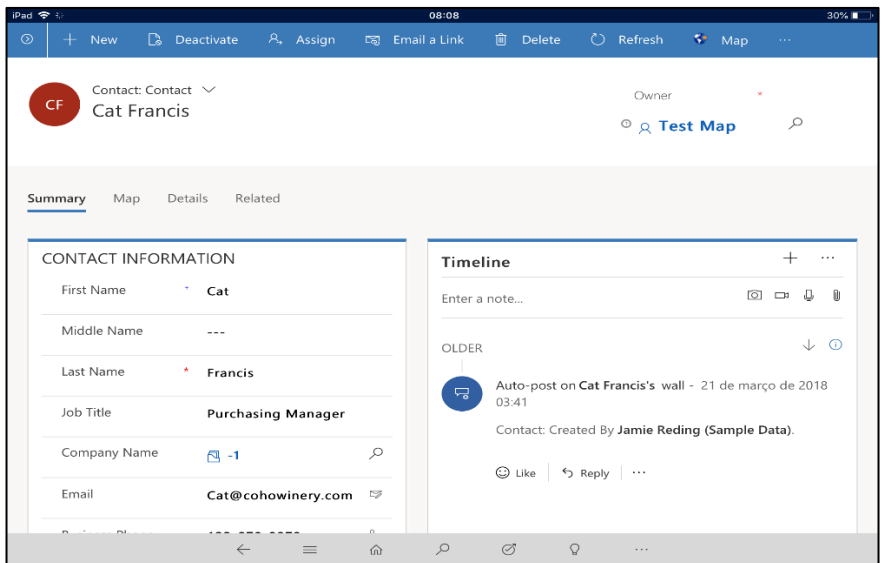 iPad 08:08 30%
New Deactivate Assign Email a Link Delete Refresh Map ...
CF
Contact: Contact
Cat Francis
Owner *
Test Map
Summary Map Details Related
CONTACT INFORMATION
First Name Cat
Middle Name ---
Last Name * Francis
Job Title Purchasing Manager
Company Name -1
Email Cat@cohowinery.com
Timeline + ...
Enter a note...
OLDER
Auto-post on Cat Francis's wall - 21 de março de 2018
03:41
Contact: Created By Jamie Reding (Sample Data).
Like Reply ...
...